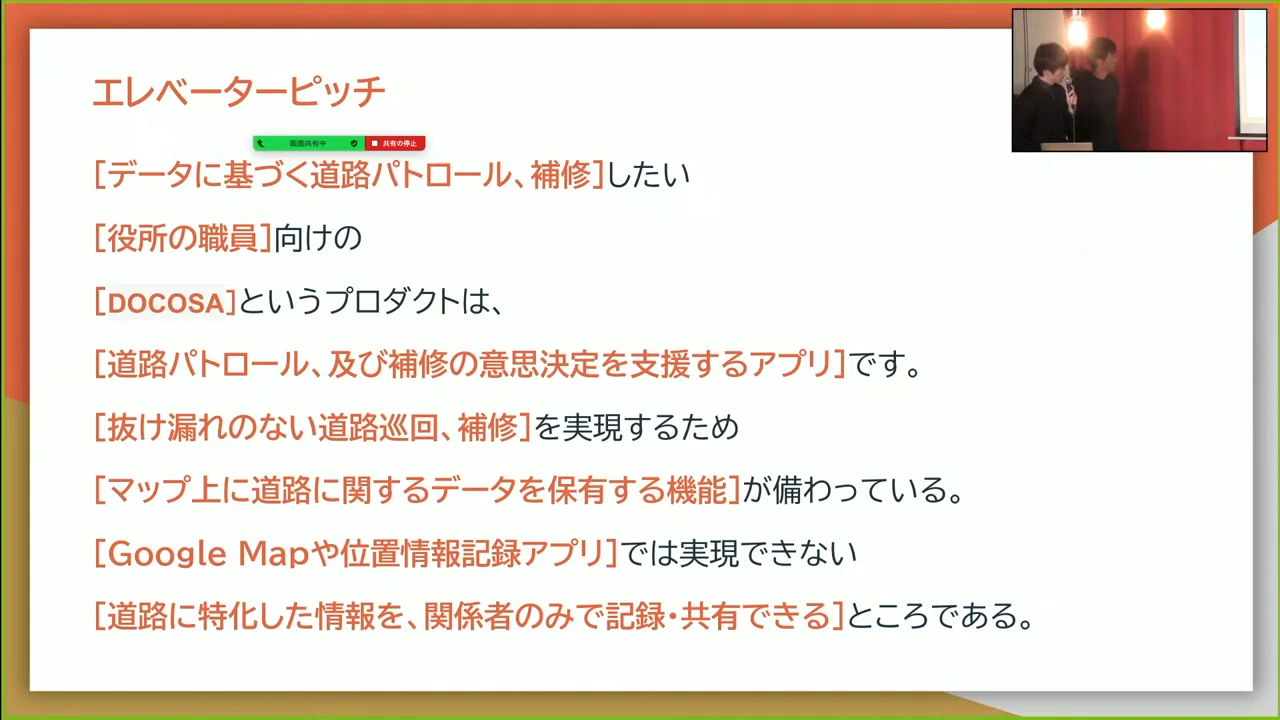 エレベーターピッチ
画面共有中 共有の停止
[データに基づく道路パトロール、補修]したい
[役所の職員]向けの
[DOCOSA]というプロダクトは、
[道路パトロール、及び補修の意思決定を支援するアプリ]です。
[抜け漏れのない道路巡回、補修]を実現するため
[マップ上に道路に関するデータを保有する機能]が備わっている。
[Google Mapや位置情報記録アプリ]では実現できない
[道路に特化した情報を、関係者のみで記録・共有できる]ところである。